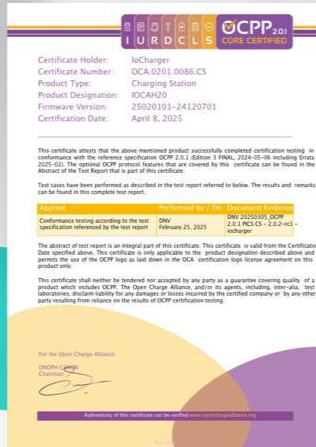 I U R D C L S
OCPP 2.0.1
CORE CERTIFIED
Certificate Holder: IoCharger
Certificate Number: OCA.0201.0086.CS
Product Type: Charging Station
Product Designation: IOCAH20
Firmware Version: 25020101-24120701
Certification Date: April 8, 2025
This certificate attests that the above mentioned product successfully completed certification testing in
conformance with the reference specification OCPP 2.0.1 (Edition 3 FINAL, 2024-05-06 including Errata
2025-02). The optional OCPP protocol features that are covered by this certificate can be found in the
Abstract of the Test Report that is part of this certificate.
Test cases have been performed as described in the test report referred to below. The results and remarks
can be found in this complete test report.
Applied Performed by / On Document Evidence
Conformance testing according to the test
specification referenced by the test report
DNV
February 25, 2025
DNV 20250305_OCPP
2.0.1 PICS CS - 2.0.2-rc1 -
iocharger
The abstract of test report is an integral part of this certificate. This certificate is valid from the Certification
Date specified above. This certificate is only applicable to the product designation described above and
permits the use of the OCPP logo as laid down in the OCA certification logo license agreement on this
product only.
This certificate shall neither be tendered nor accepted by any party as a guarantee covering quality of a
product which includes OCPP. The Open Charge Alliance, and/or its agents, including, inter-alia, test
laboratories, disclaim liability for any damages or losses incurred by the certified company or by any other
party resulting from reliance on the results of OCPP certification testing.
For the Open Charge Alliance
ONOPH CARON
Chairman
Authenticity of this certificate can be verified www.openchargealliance.org